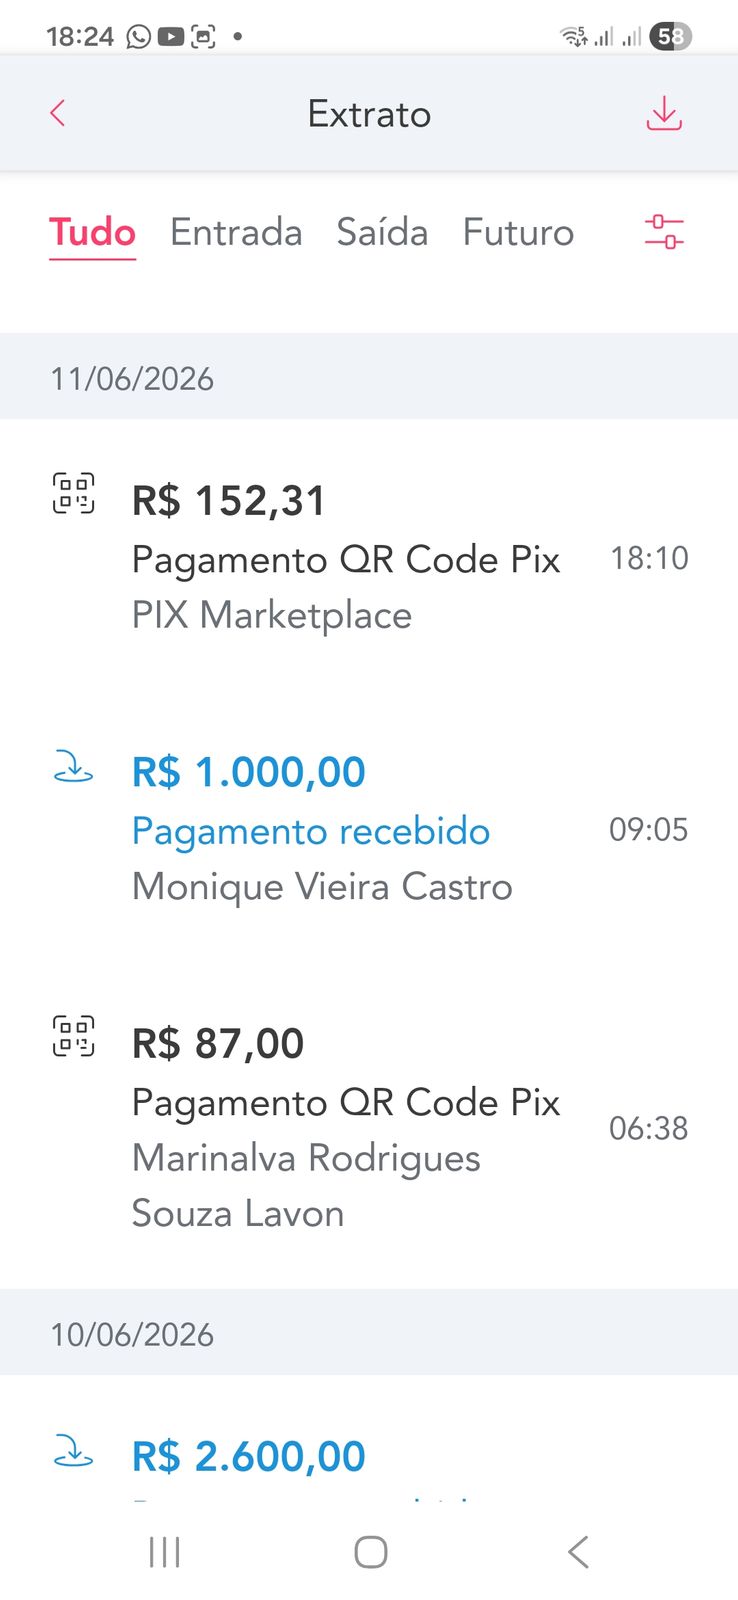 18:24
58
Extrato
Tudo Entrada Saída Futuro
11/06/2026
R$ 152,31
Pagamento QR Code Pix 18:10
PIX Marketplace
R$ 1.000,00
Pagamento recebido 09:05
Monique Vieira Castro
R$ 87,00
Pagamento QR Code Pix
06:38
Marinalva Rodrigues
Souza Lavon
10/06/2026
R$ 2.600,00